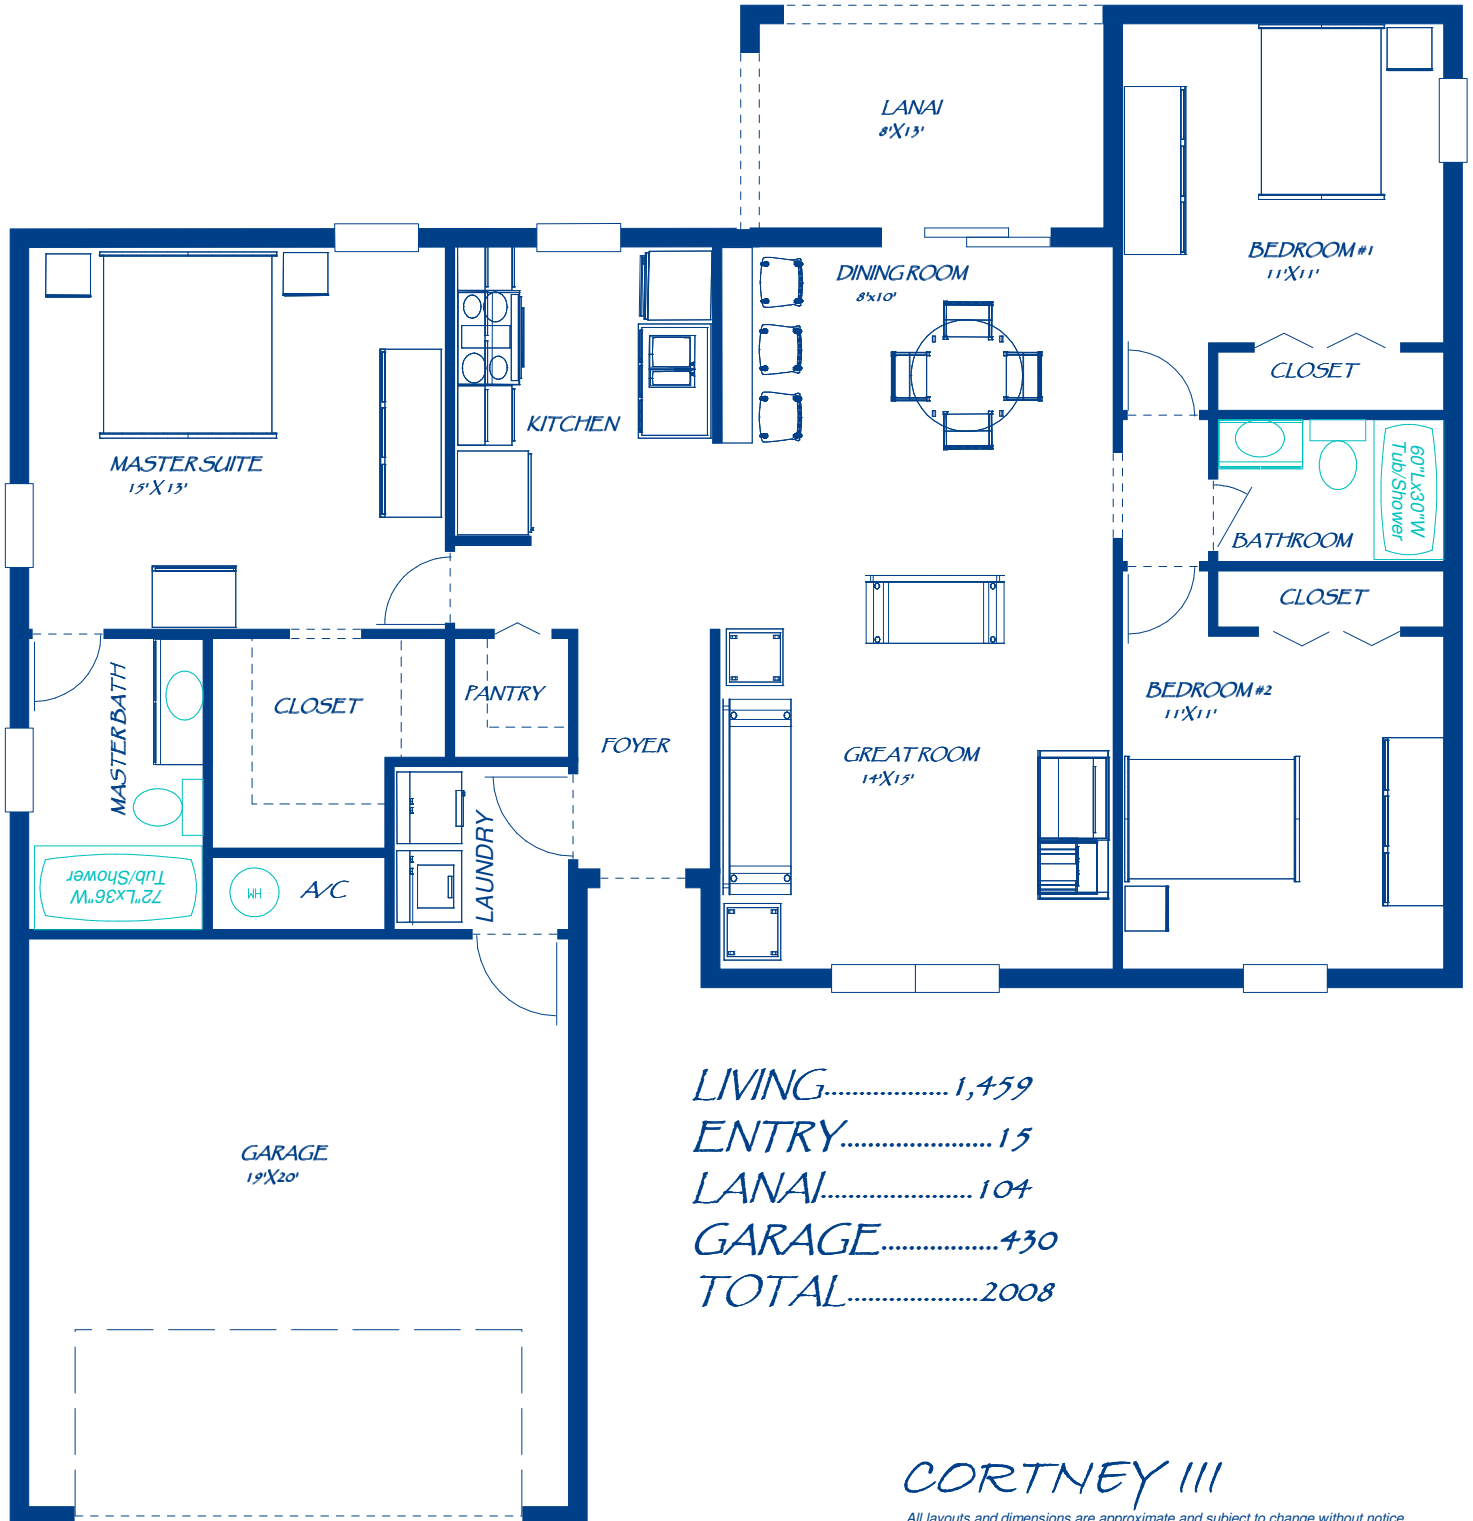 LANAI
8'X13'
BEDROOM #1
11'X11'
DINING ROOM
8'x10'
CLOSET
KITCHEN
60"Lx30"W
Tub/Shower
MASTER SUITE
15'X13'
BATHROOM
CLOSET
MASTER BATH
CLOSET
PANTRY
BEDROOM #2
11'X11'
FOYER
GREAT ROOM
14'X15'
LAUNDRY
72"Lx36"W
Tub/Shower
HW
A/C
GARAGE
19'X20'
LIVING..................1,459
ENTRY......................15
LANAI......................104
GARAGE.................430
TOTAL...................2008
CORTNEY III
All layouts and dimensions are approximate and subject to change without notice